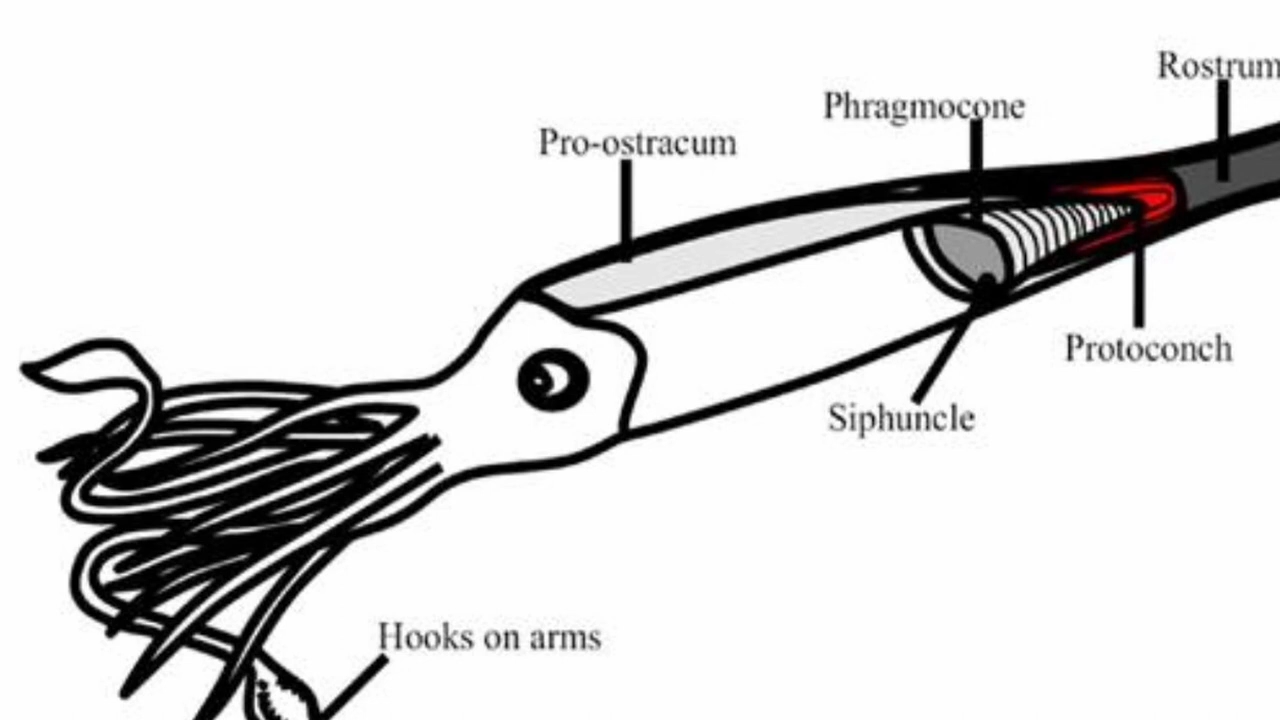 Rostrum
Phragmocone
Pro-ostracum
Protoconch
Siphuncle
Hooks on arms